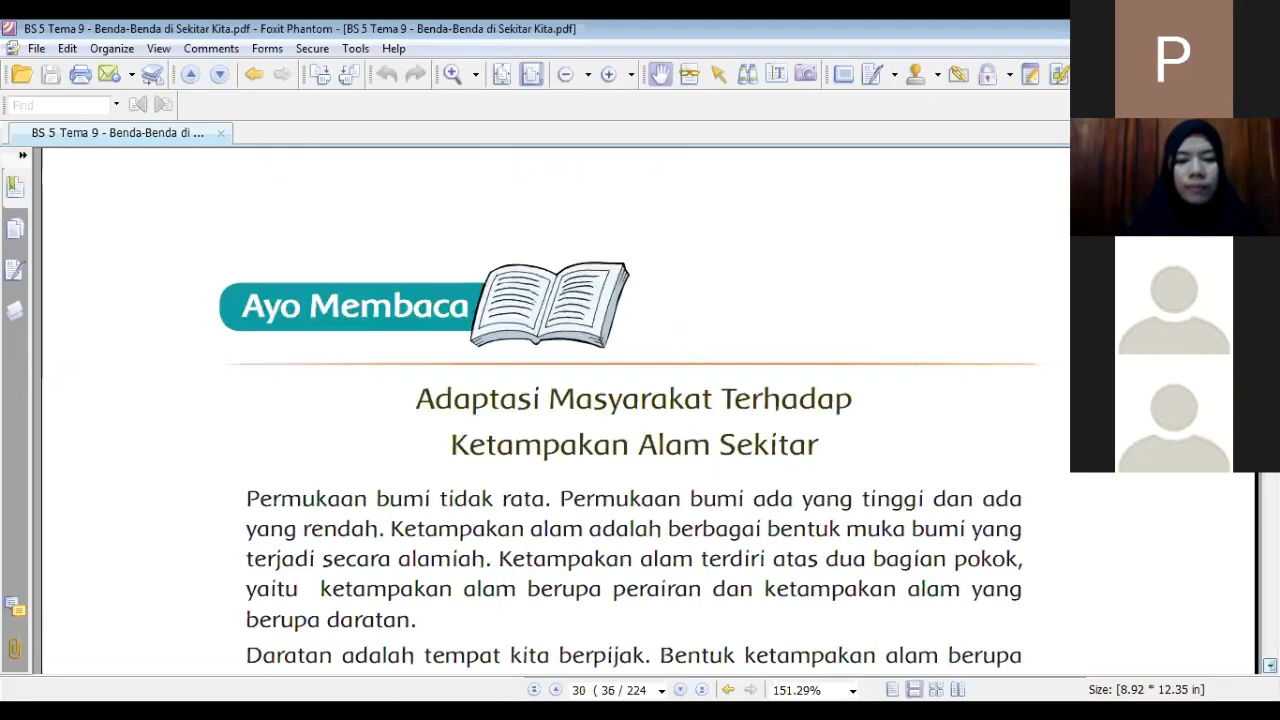 BS 5 Tema 9 - Benda-Benda di Sekitar Kita.pdf - Foxit Phantom - [BS 5 Tema 9 - Benda-Benda di Sekitar Kita.pdf]
File Edit Organize View Comments Forms Secure Tools Help
Find
BS 5 Tema 9 - Benda-Benda di ...
P
Ayo Membaca
Adaptasi Masyarakat Terhadap
Ketampakan Alam Sekitar
Permukaan bumi tidak rata. Permukaan bumi ada yang tinggi dan ada
yang rendah. Ketampakan alam adalah berbagai bentuk muka bumi yang
terjadi secara alamiah. Ketampakan alam terdiri atas dua bagian pokok,
yaitu ketampakan alam berupa perairan dan ketampakan alam yang
berupa daratan.
Daratan adalah tempat kita berpijak. Bentuk ketampakan alam berupa
30 (36 / 224) 151.29% Size: [8.92 * 12.35 in]